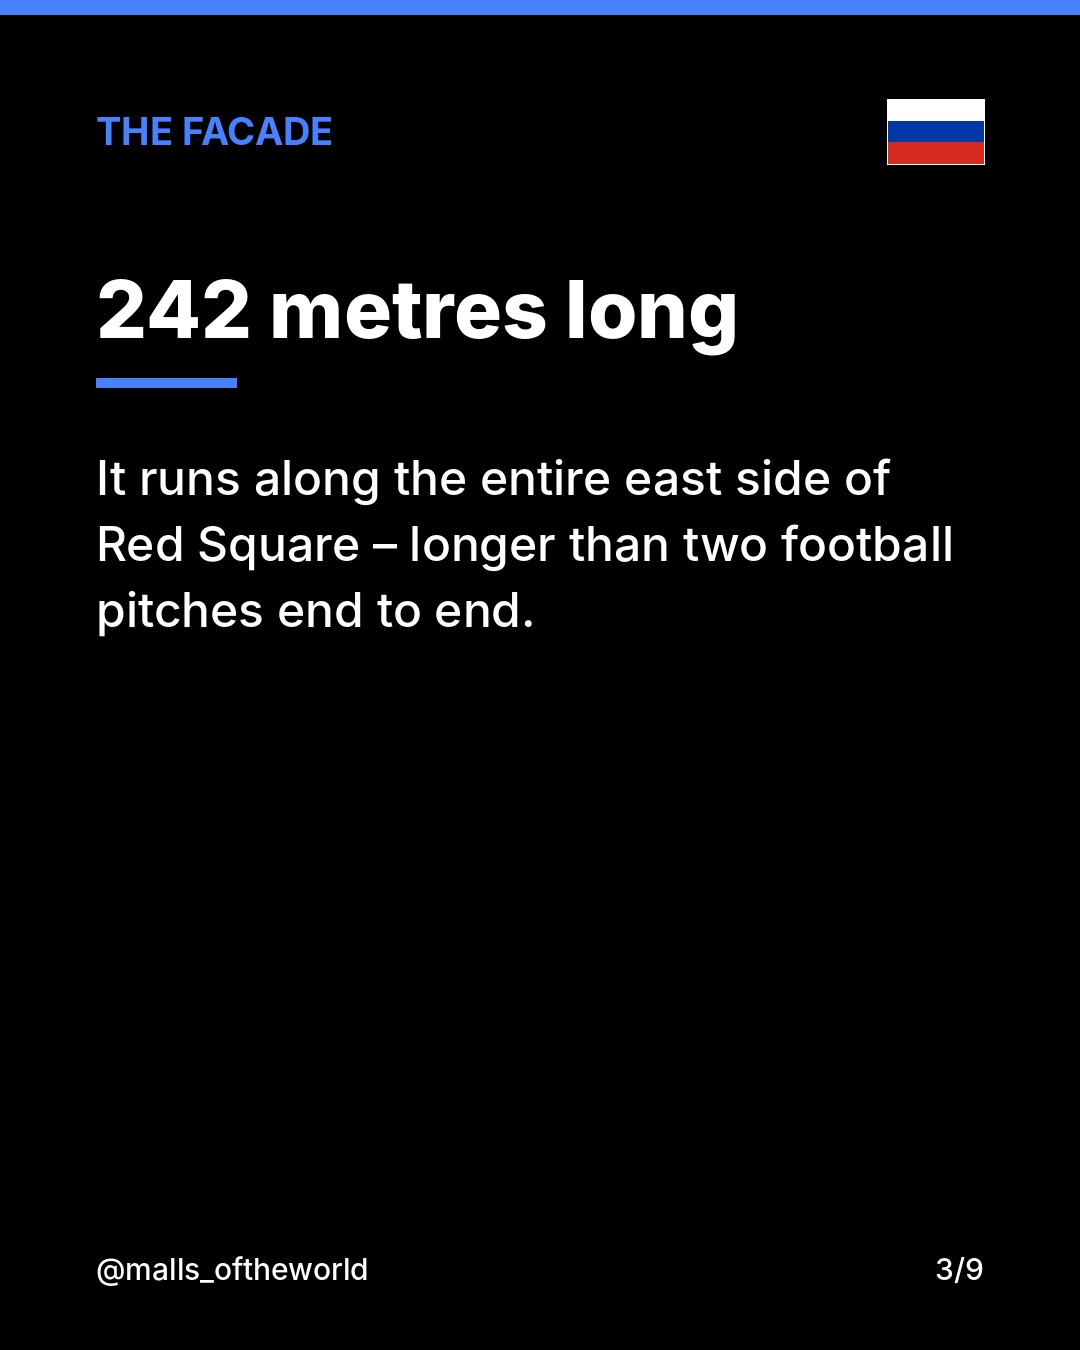 THE FACADE
242 metres long
It runs along the entire east side of
Red Square – longer than two football
pitches end to end.
@malls_oftheworld
3/9